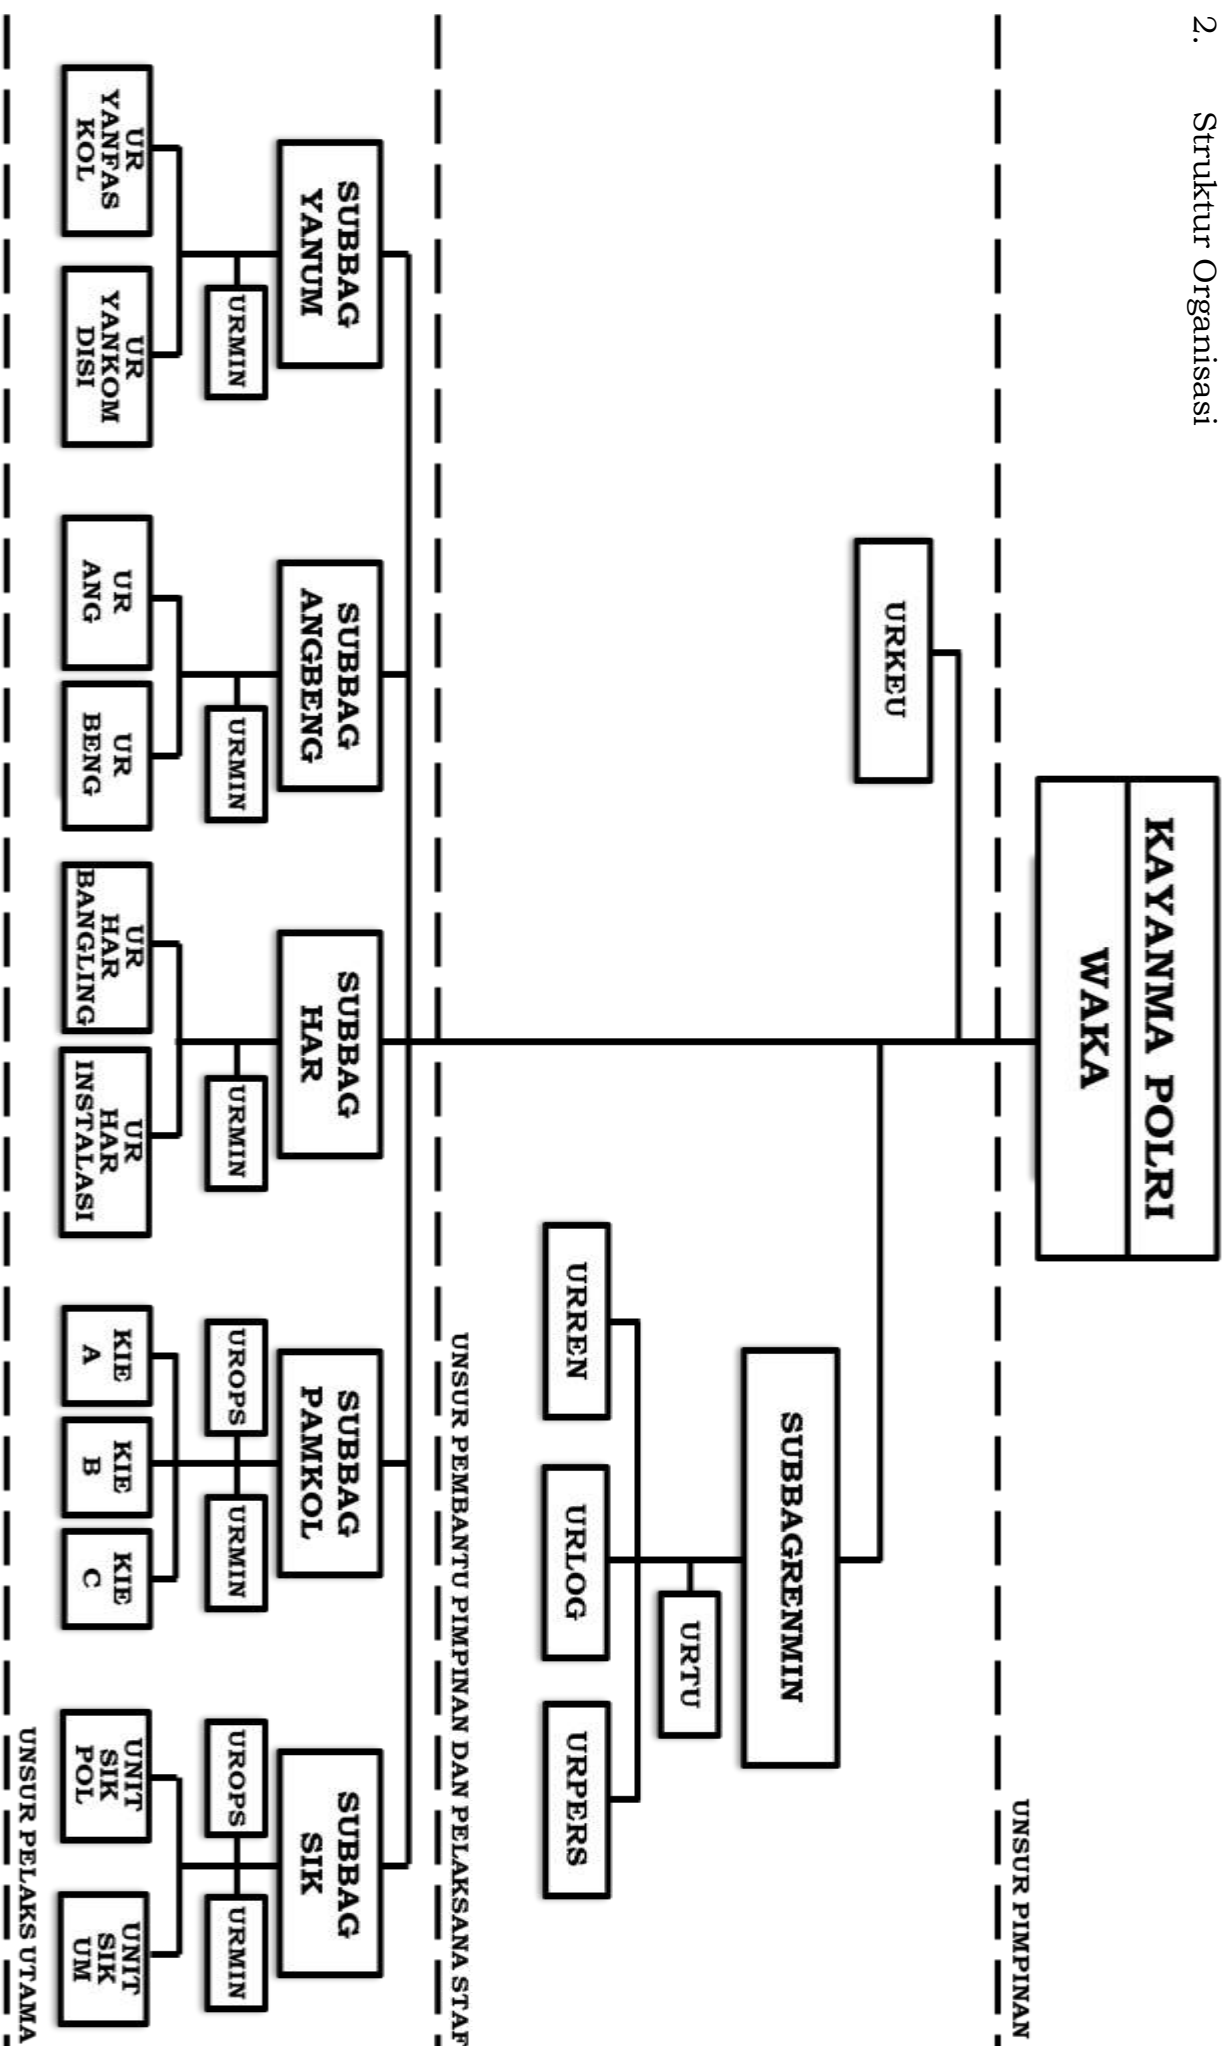 2. Struktur Organisasi
KAYANMA POLRI
WAKA
UNSUR PIMPINAN
URKEU
SUBBAGRENMIN
URTU
URREN
URLOG
URPERS
UNSUR PEMBANTU PIMPINAN DAN PELAKSANA STAF
SUBBAG
YANUM
SUBBAG
ANGBENG
SUBBAG
HAR
SUBBAG
PAMKOL
SUBBAG
SIK
URMIN
URMIN
URMIN
UROPS
URMIN
UROPS
URMIN
UR
YANFAS
KOL
UR
YANKOM
DISI
UR
ANG
UR
BENG
UR
HAR
BANGLING
UR
HAR
INSTALASI
KIE
A
KIE
B
KIE
C
UNIT
SIK
POL
UNIT
SIK
UM
UNSUR PELAKS UTAMA